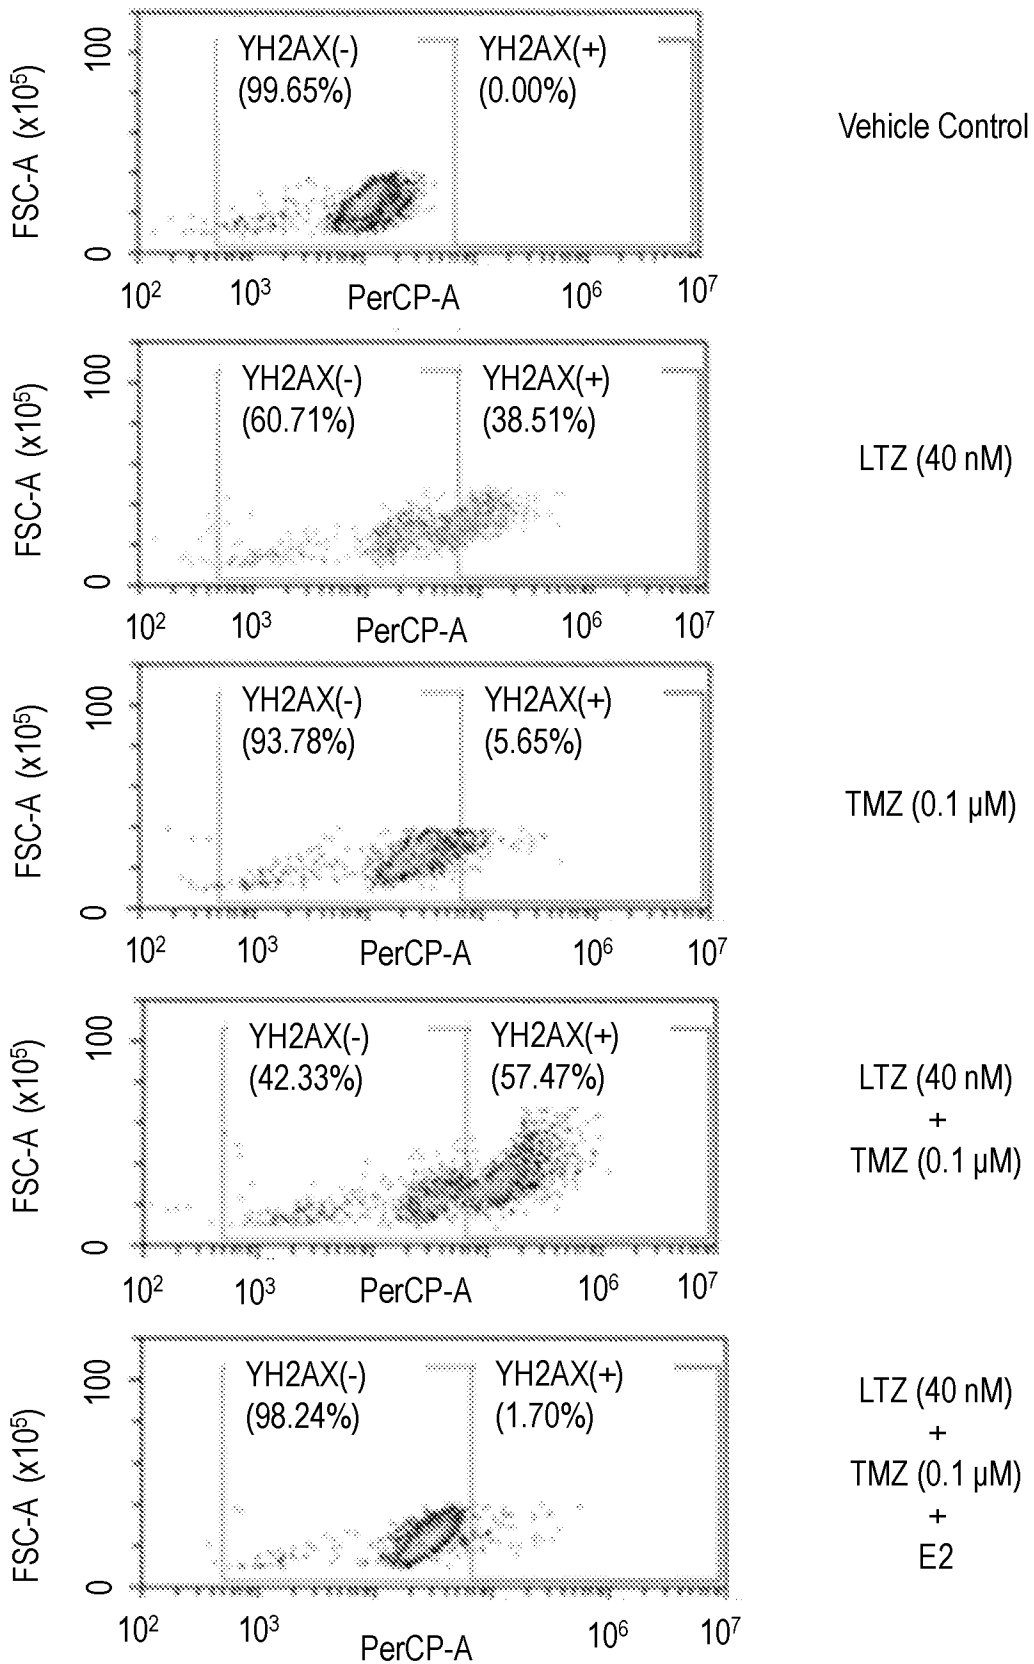 FSC-A (x10⁵)
100
0
YH2AX(-)
(99.65%)
YH2AX(+)
(0.00%)
10²
10³
PerCP-A
10⁶
10⁷
Vehicle Control
FSC-A (x10⁵)
100
0
YH2AX(-)
(60.71%)
YH2AX(+)
(38.51%)
10²
10³
PerCP-A
10⁶
10⁷
LTZ (40 nM)
FSC-A (x10⁵)
100
0
YH2AX(-)
(93.78%)
YH2AX(+)
(5.65%)
10²
10³
PerCP-A
10⁶
10⁷
TMZ (0.1 µM)
FSC-A (x10⁵)
100
0
YH2AX(-)
(42.33%)
YH2AX(+)
(57.47%)
10²
10³
PerCP-A
10⁶
10⁷
LTZ (40 nM)
+
TMZ (0.1 µM)
FSC-A (x10⁵)
100
0
YH2AX(-)
(98.24%)
YH2AX(+)
(1.70%)
10²
10³
PerCP-A
10⁶
10⁷
LTZ (40 nM)
+
TMZ (0.1 µM)
+
E2